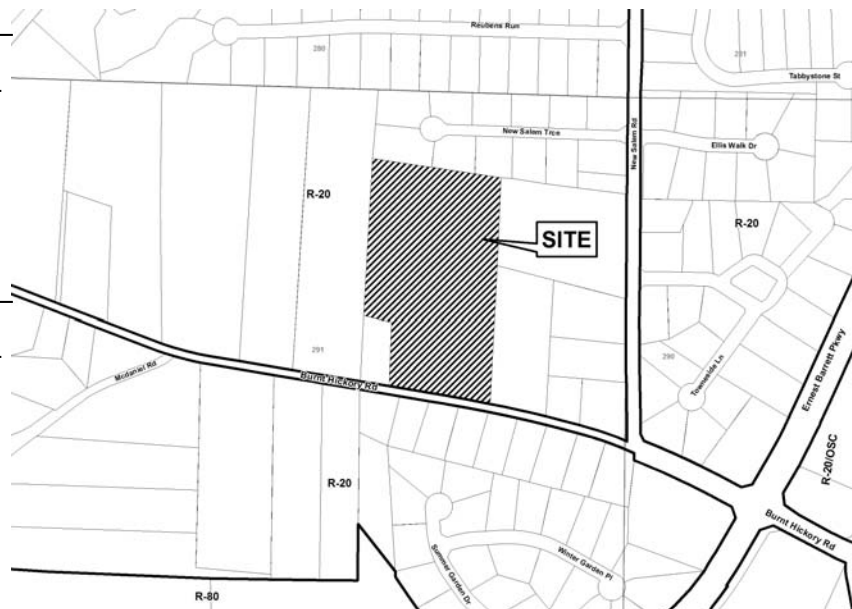 Reubens Run
280
281
Tabbystone St
New Salem Trce
New Salem Rd
Ellis Walk Dr
R-20
R-20
SITE
291
290
Mcdaniel Rd
Burnt Hickory Rd
Towneside Ln
Ernest Barrett Pkwy
R-20/OSC
R-20
Burnt Hickory Rd
Summer Garden Dr
Winter Garden Pl
R-80